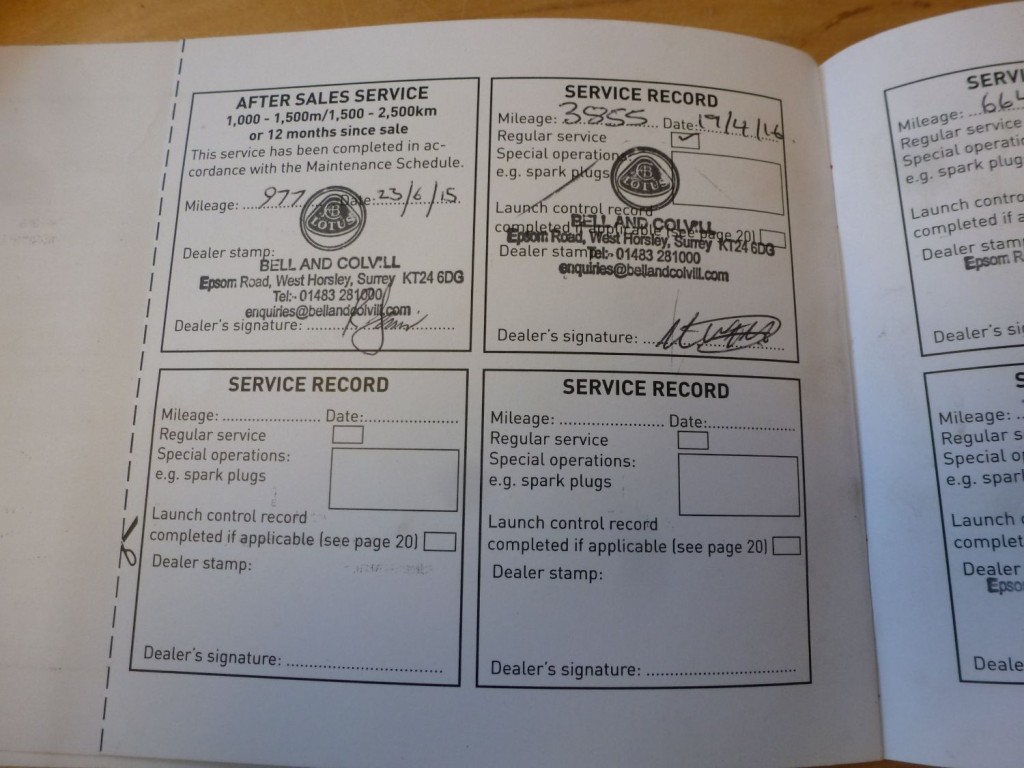 AFTER SALES SERVICE
1,000 - 1,500m/1,500 - 2,500km
or 12 months since sale
This service has been completed in ac-
cordance with the Maintenance Schedule.
Mileage: 977 Date: 23/6/15
LOTUS
Dealer stamp:
BELL AND COLVILL
Epsom Road, West Horsley, Surrey KT24 6DG
Tel:- 01483 281000
enquiries@bellandcolvill.com
Dealer's signature:
SERVICE RECORD
Mileage: 3855 Date: 19/4/16
Regular service
Special operations:
e.g. spark plugs
LOTUS
Launch control record
BELL AND COLVILL
completed if applicable (see page 20)
Epsom Road, West Horsley, Surrey KT24 6DG
Dealer stamp:
Tel:- 01483 281000
enquiries@bellandcolvill.com
Dealer's signature:
SERVICE RECORD
Mileage: Date:
Regular service
Special operations:
e.g. spark plugs
Launch control record
completed if applicable (see page 20)
Dealer stamp:
Dealer's signature:
SERVICE RECORD
Mileage: Date:
Regular service
Special operations:
e.g. spark plugs
Launch control record
completed if applicable (see page 20)
Dealer stamp:
Dealer's signature:
SERVI
Mileage: 664
Regular service
Special operations
e.g. spark plug
Launch contro
completed if a
Dealer stamp
Epsom R
Dealer's si
S
Mileage:
Regular s
Special o
e.g. spark
Launch
complet
Dealer
Epso
Deale